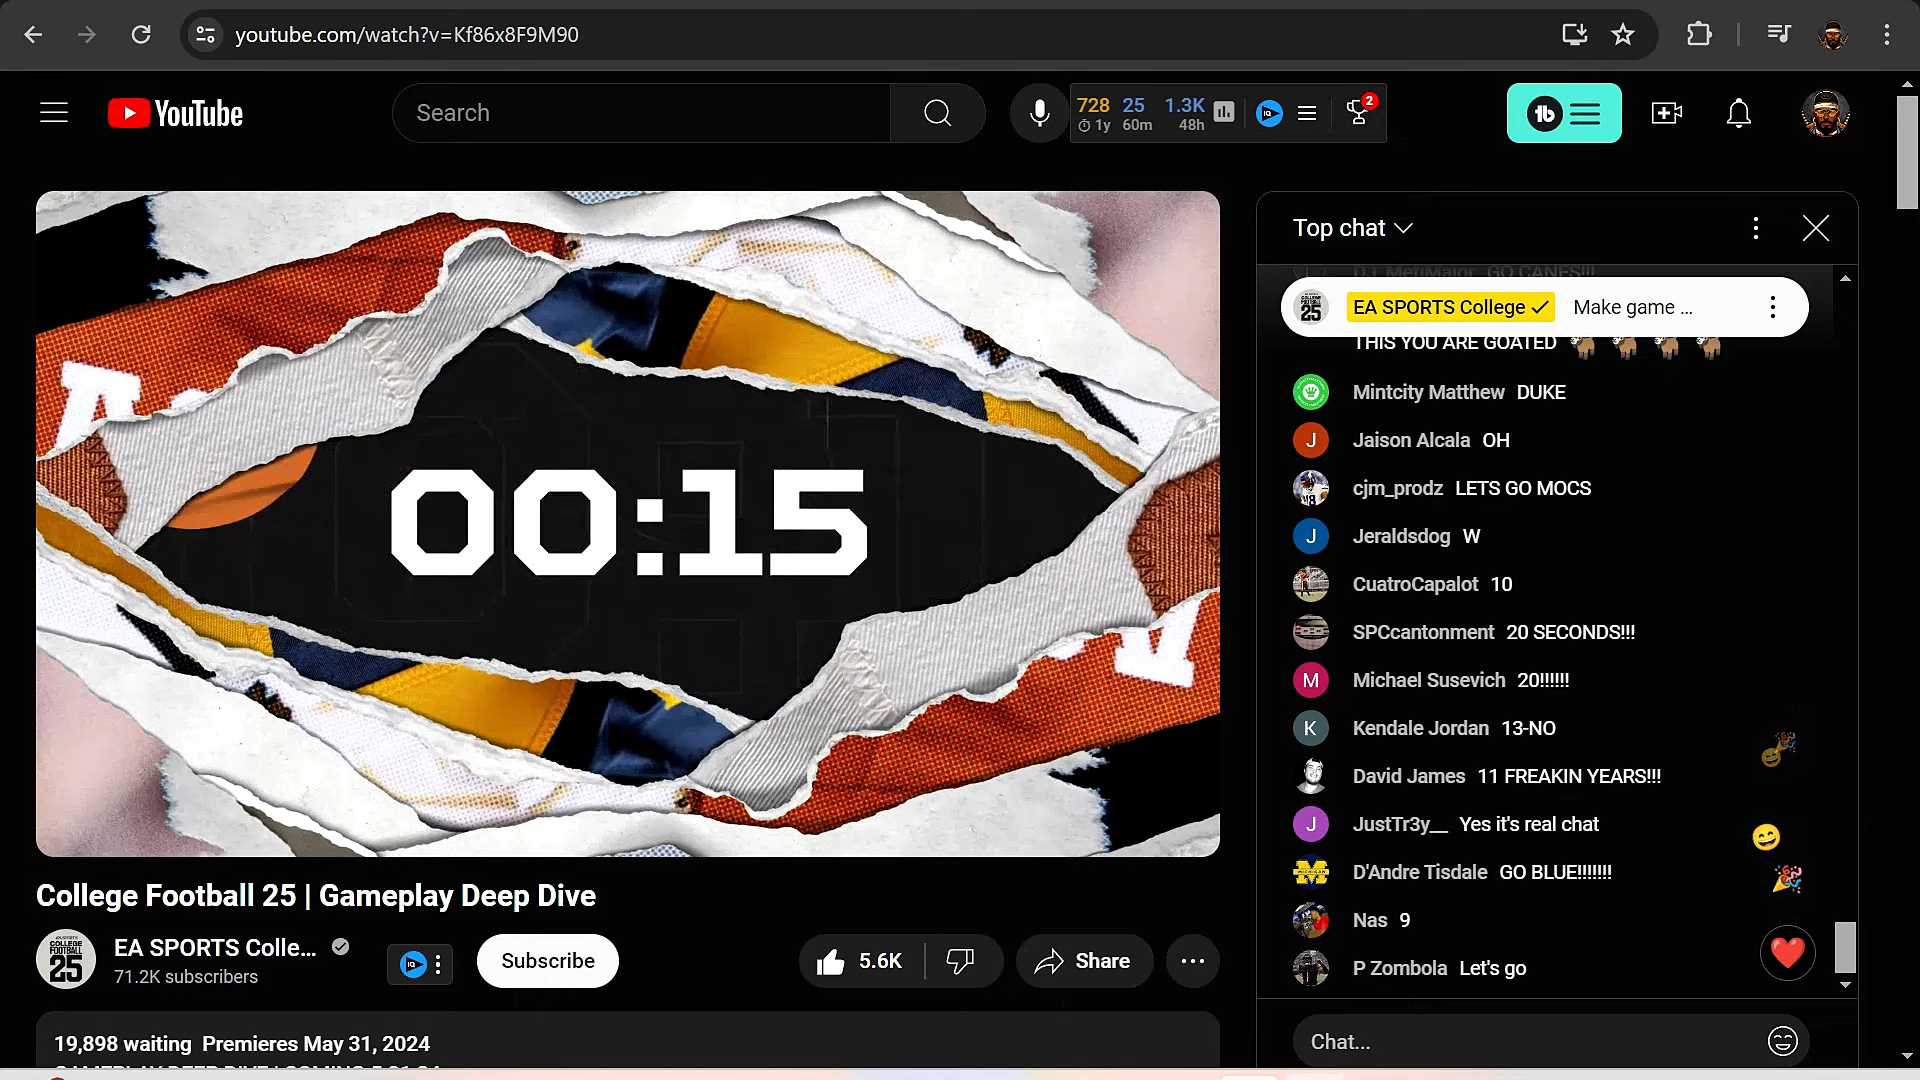 youtube.com/watch?v=Kf86x8F9M90
YouTube
Search
728 25 1.3K
1y 60m 48h
2
tb
00:15
College Football 25 | Gameplay Deep Dive
EA SPORTS Colle...
71.2K subscribers
COLLEGE
FOOTBALL
25
IQ
Subscribe
5.6K
Share
19,898 waiting Premieres May 31, 2024
Top chat
GO CANES!!!
EA SPORTS College Make game ...
THIS YOU ARE GOATED
Mintcity Matthew DUKE
J Jaison Alcala OH
cjm_prodz LETS GO MOCS
J Jeraldsdog W
CuatroCapalot 10
SPCcantonment 20 SECONDS!!!
M Michael Susevich 20!!!!!!
K Kendale Jordan 13-NO
David James 11 FREAKIN YEARS!!!
J JustTr3y__ Yes it's real chat
D'Andre Tisdale GO BLUE!!!!!!!
Nas 9
P Zombola Let's go
Chat...